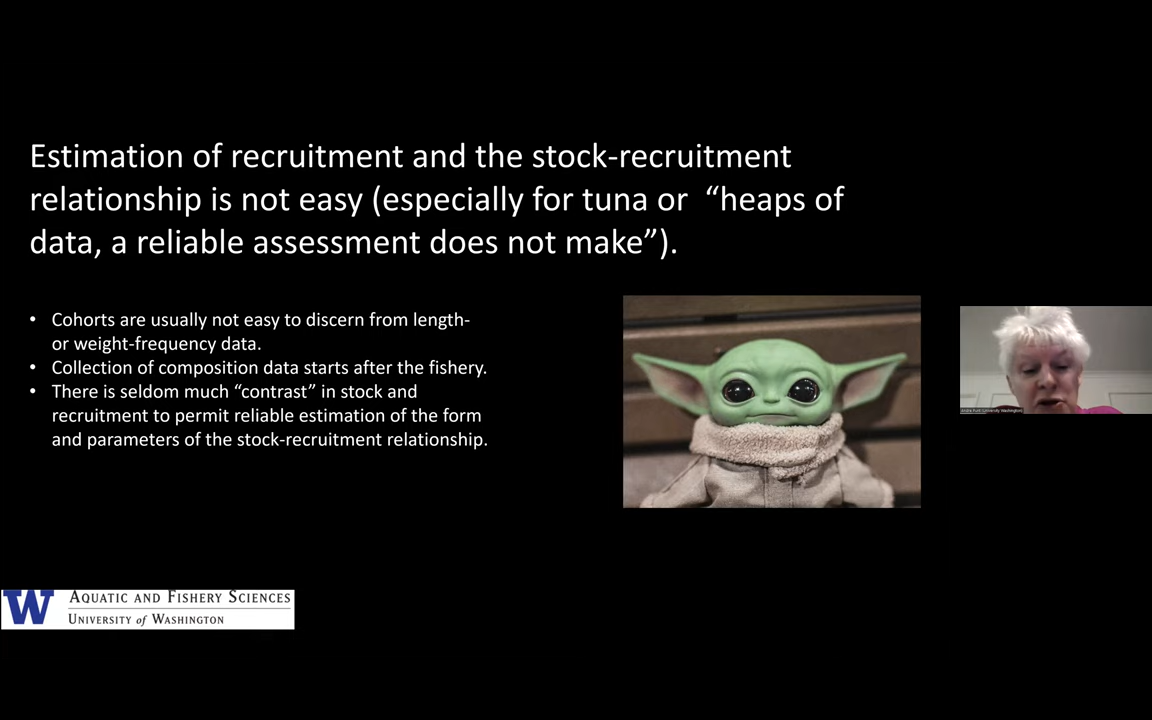 Estimation of recruitment and the stock-recruitment
relationship is not easy (especially for tuna or  “heaps of
data, a reliable assessment does not make”).
• Cohorts are usually not easy to discern from length-
or weight-frequency data.
• Collection of composition data starts after the fishery.
• There is seldom much “contrast” in stock and
recruitment to permit reliable estimation of the form
and parameters of the stock-recruitment relationship.
University Washington
W AQUATIC AND FISHERY SCIENCES
UNIVERSITY of WASHINGTON